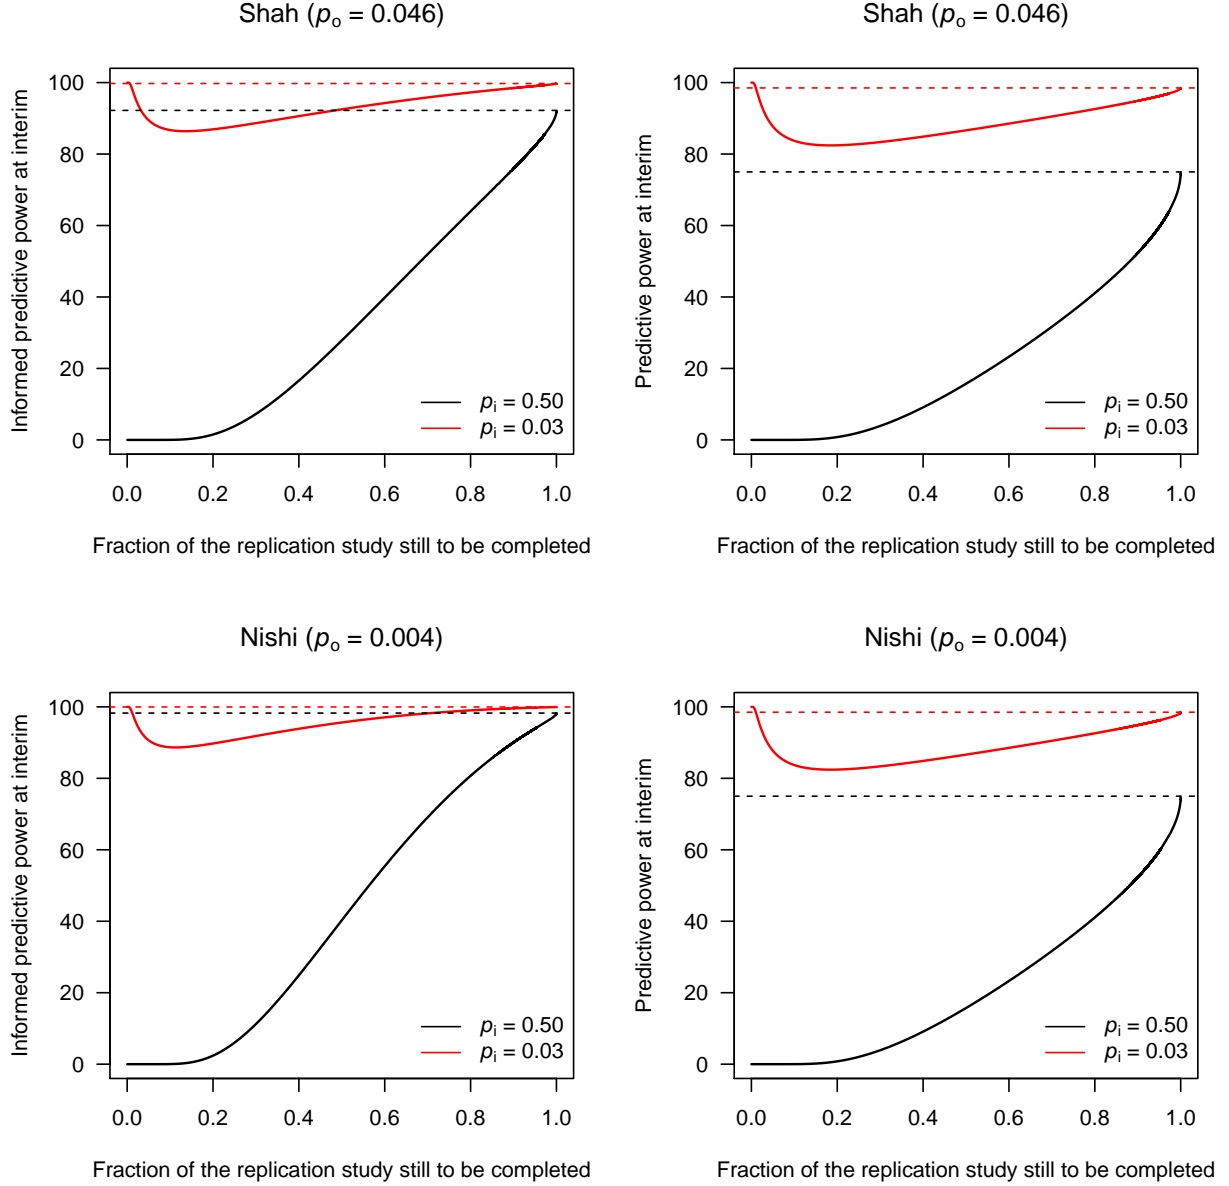 Shah (pₒ = 0.046)
Informed predictive power at interim
100
80
60
40
20
0
pᵢ = 0.50
pᵢ = 0.03
0.0 0.2 0.4 0.6 0.8 1.0
Fraction of the replication study still to be completed
Shah (pₒ = 0.046)
Predictive power at interim
100
80
60
40
20
0
pᵢ = 0.50
pᵢ = 0.03
0.0 0.2 0.4 0.6 0.8 1.0
Fraction of the replication study still to be completed
Nishi (pₒ = 0.004)
Informed predictive power at interim
100
80
60
40
20
0
pᵢ = 0.50
pᵢ = 0.03
0.0 0.2 0.4 0.6 0.8 1.0
Fraction of the replication study still to be completed
Nishi (pₒ = 0.004)
Predictive power at interim
100
80
60
40
20
0
pᵢ = 0.50
pᵢ = 0.03
0.0 0.2 0.4 0.6 0.8 1.0
Fraction of the replication study still to be completed